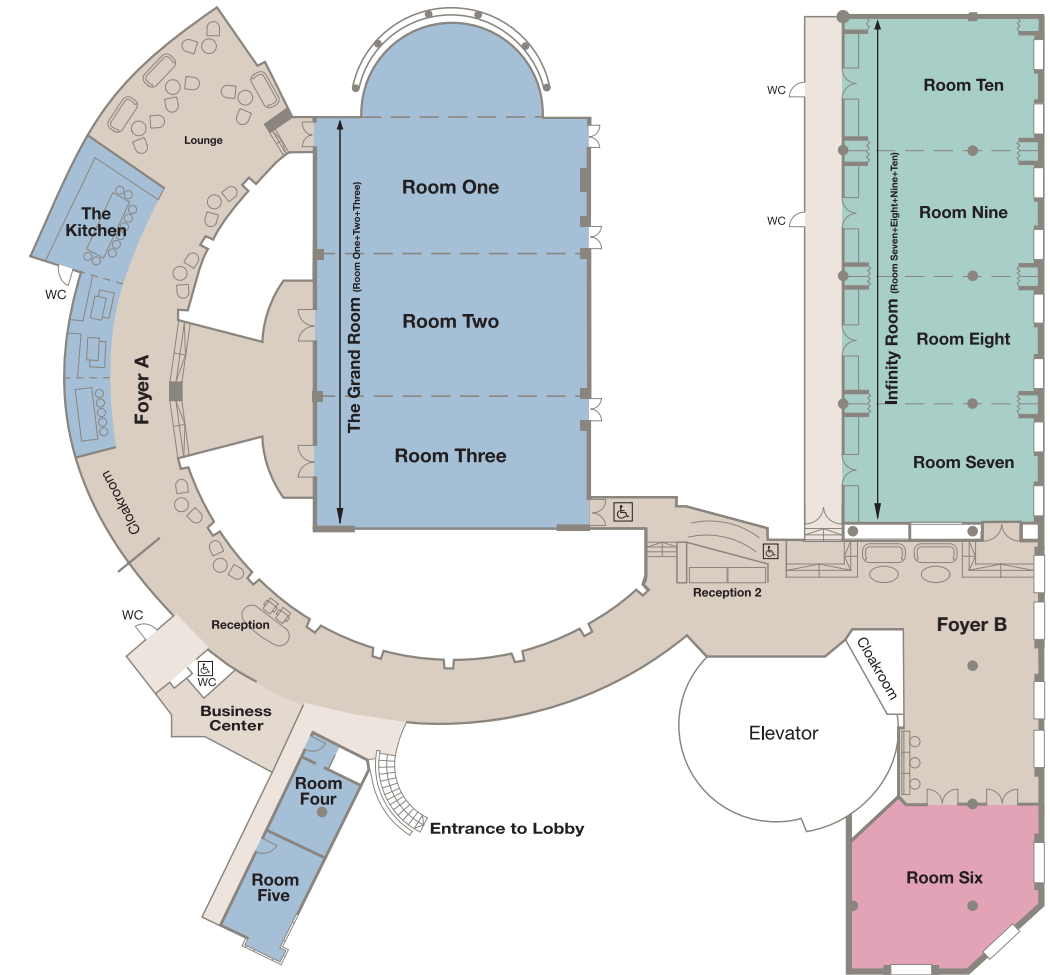 Room Ten
WC
Lounge
Room One
The Grand Room (Room One+Two+Three)
Infinity Room (Room Seven+Eight+Nine+Ten)
The
Kitchen
Room Nine
WC
WC
Room Two
Room Eight
Foyer A
Room Three
Room Seven
Cloakroom
Reception 2
WC
Reception
Foyer B
Cloakroom
WC
Business
Center
Elevator
Room
Four
Entrance to Lobby
Room
Five
Room Six